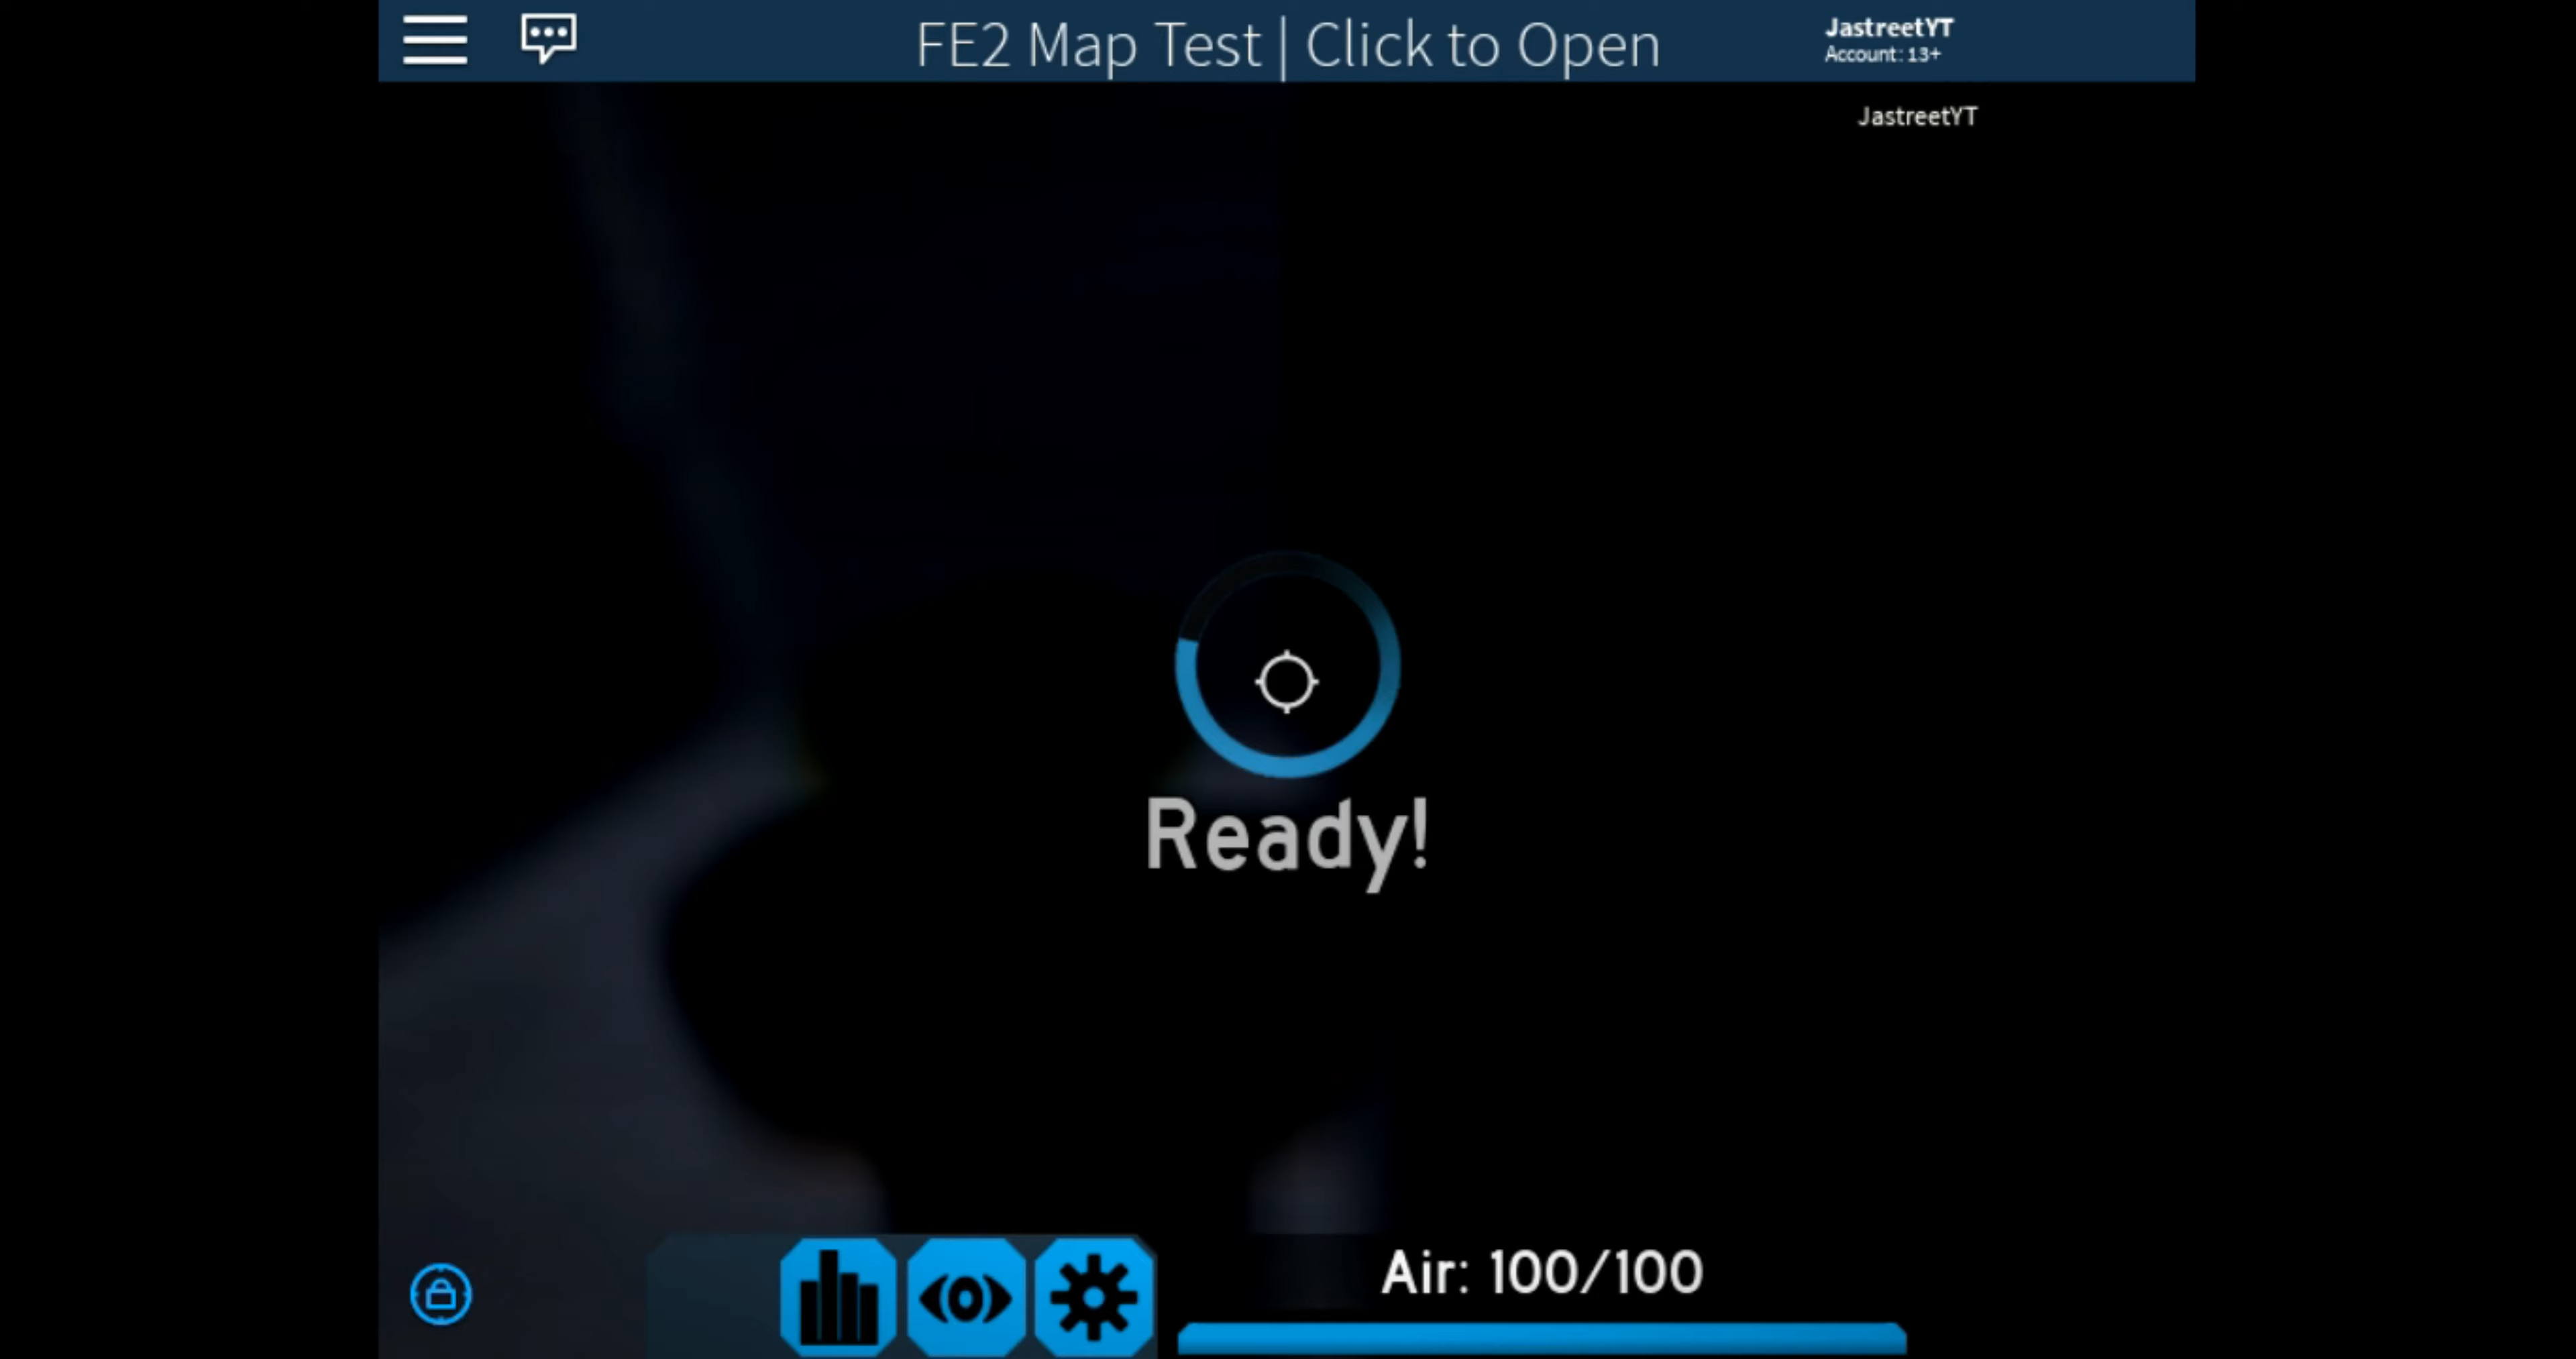 FE2 Map Test | Click to Open
JastreetYT
Account: 13+
JastreetYT
Ready!
Air: 100/100